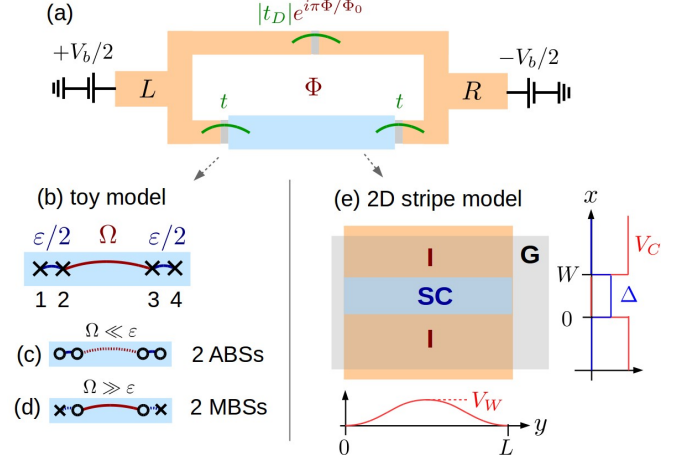 (a)
|t_D|e^{iπΦ/Φ_0}
+V_b/2
-V_b/2
L
Φ
R
t
t
(b) toy model
ε/2
Ω
ε/2
1 2 3 4
(c)
Ω ≪ ε
2 ABSs
(d)
Ω ≫ ε
2 MBSs
(e) 2D stripe model
I
G
SC
I
V_W
0
L
y
x
V_C
W
Δ
0